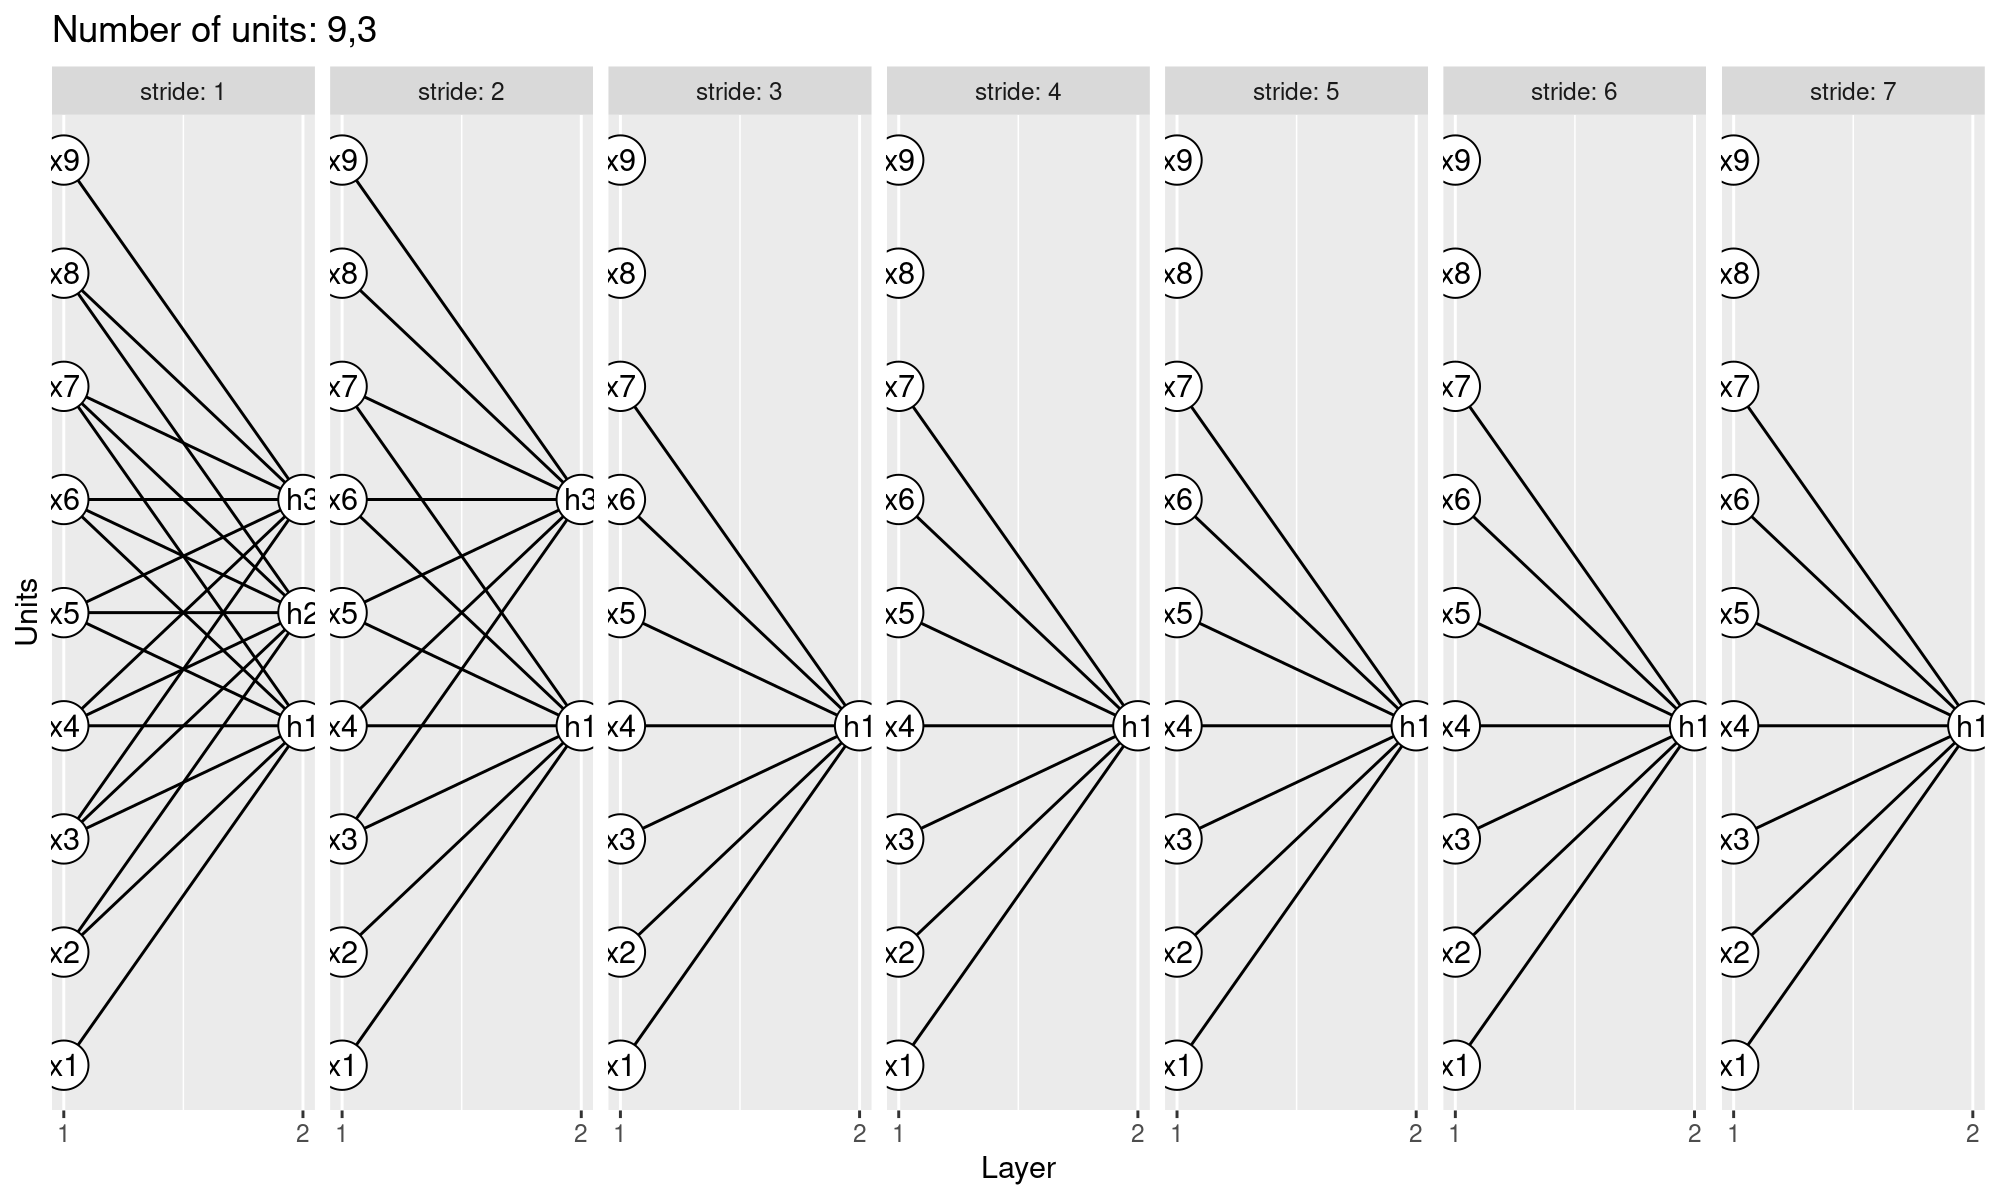 Number of units: 9,3
stride: 1 stride: 2 stride: 3 stride: 4 stride: 5 stride: 6 stride: 7
x9 x9 x9 x9 x9 x9 x9
x8 x8 x8 x8 x8 x8 x8
x7 x7 x7 x7 x7 x7 x7
x6 h3 x6 h3 x6 x6 x6 x6 x6
x5 h2 x5 x5 x5 x5 x5 x5
x4 h1 x4 h1 x4 h1 x4 h1 x4 h1 x4 h1 x4 h1
x3 x3 x3 x3 x3 x3 x3
x2 x2 x2 x2 x2 x2 x2
x1 x1 x1 x1 x1 x1 x1
1 2 1 2 1 2 1 2 1 2 1 2 1 2
Layer
Units